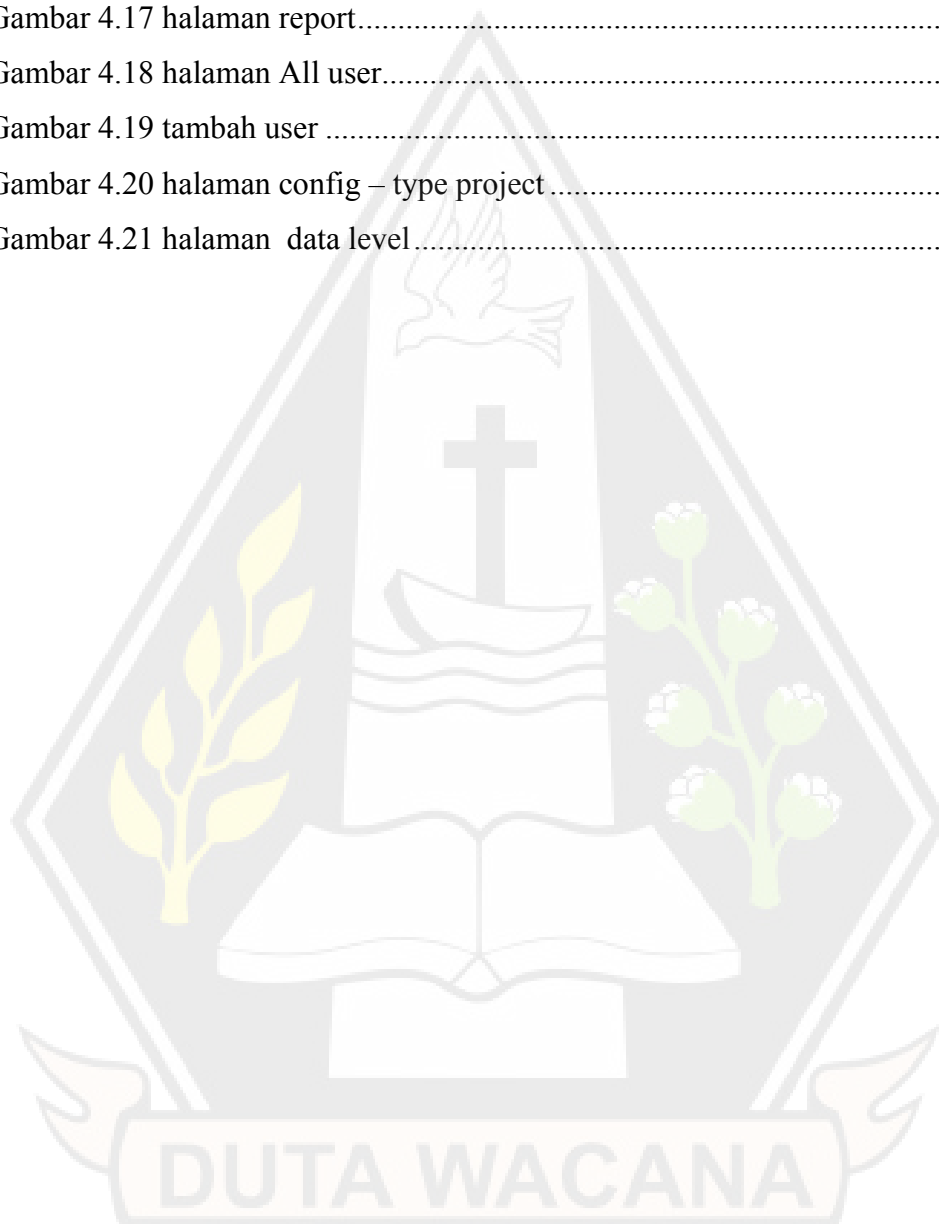 Gambar 4.17 halaman report..........................................................................
Gambar 4.18 halaman All user.......................................................................
Gambar 4.19 tambah user ..............................................................................
Gambar 4.20 halaman config – type project ..................................................
Gambar 4.21 halaman  data level...................................................................
DUTA WACANA